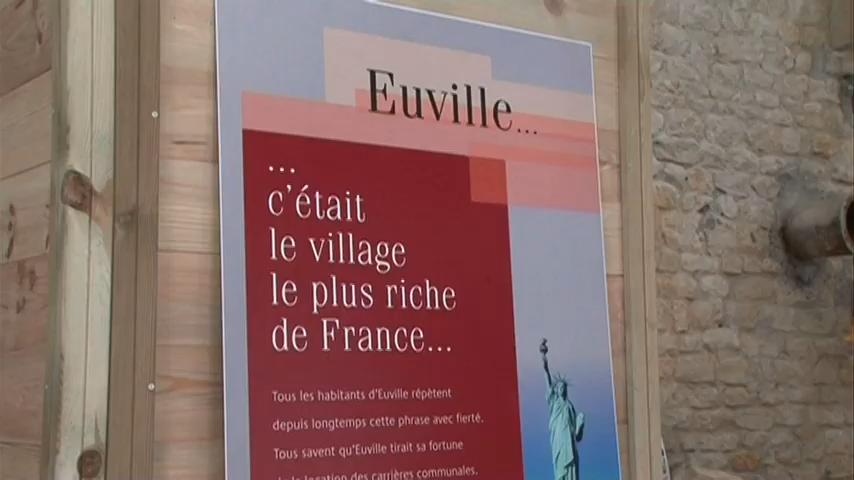 Euville...
...
c'était
le village
le plus riche
de France...
Tous les habitants d'Euville répètent
depuis longtemps cette phrase avec fierté.
Tous savent qu'Euville tirait sa fortune
de la location des carrières communales.